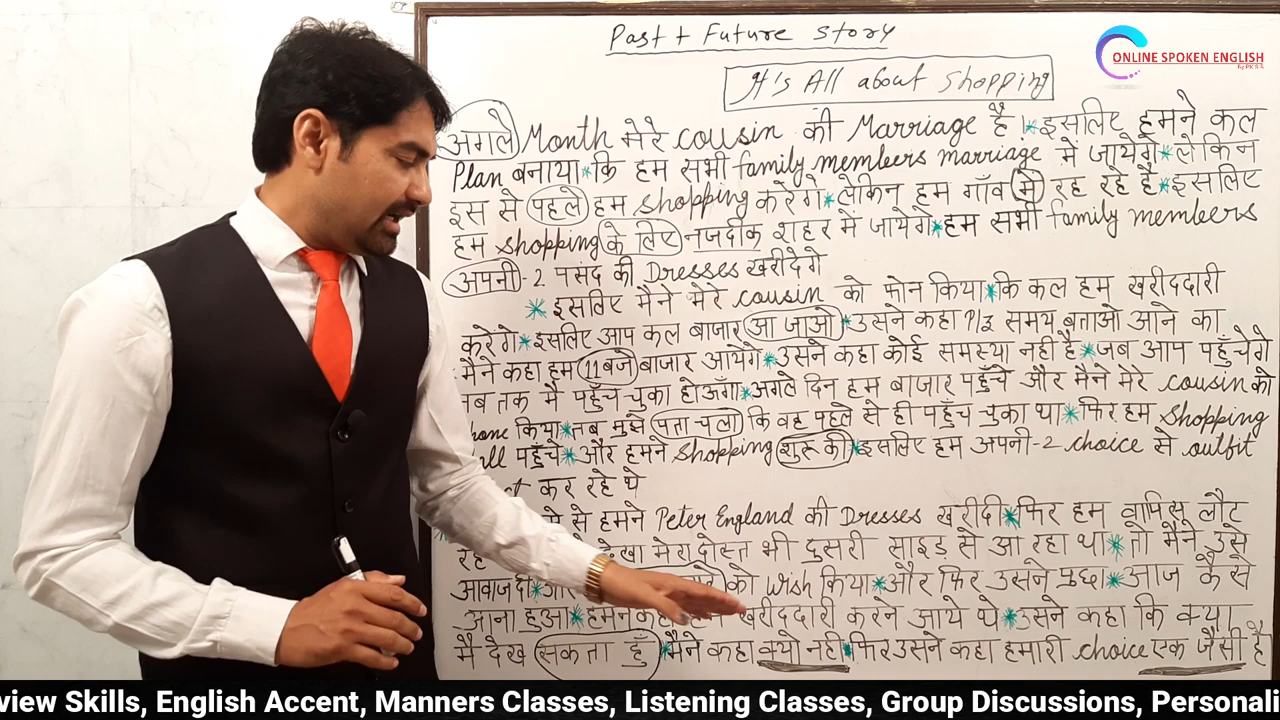 Past + Future Story
ONLINE SPOKEN ENGLISH
It's All about Shopping
अगले Month मेरे cousin की Marriage है। * इसलिए हमने कल
Plan बनाया * कि हम सभी family members marriage में जायेंगे * लेकिन
इस से पहले हम shopping करेंगे * लेकिन हम गाँव में रह रहे है * इसलिए
हम shopping के लिए नजदीक शहर में जायेंगे * हम सभी family members
अपनी-2 पसंद की Dresses खरीदेंगे
* इसलिए मैने मेरे cousin को फोन किया * कि कल हम खरीददारी
करेगे * इसलिए आप कल बाजार आ जाओ * उसने कहा Plz समय बताओ आने का
मैने कहा हम 11 बजे बाजार आयेंगे * उसने कहा कोई समस्या नही है * जब आप पहुँचेंगे
तब तक मै पहुँच चुका होऊँगा * अगले दिन हम बाजार पहुँचे और मैने मेरे cousin को
hone किया * तब मुझे पता चला कि वह पहले से ही पहुँच चुका था * फिर हम shopping
all पहुँचे * और हमने shopping शुरू की * इसलिए हम अपनी-2 choice से outfit
कर रहे थे
मे से हमने Peter England की Dresses खरीदी * फिर हम वापिस लौट
रहे देखा मेरा दोस्त भी दुसरी साइड से आ रहा था * तो मैने उसे
आवाज दी * और को wish किया * और फिर उसने पुछा * आज कैसे
आना हुआ * हमने कहा खरीददारी करने आये थे * उसने कहा कि क्या
मै देख सकता हूँ * मैने कहा क्यो नही * फिर उसने कहा हमारी choice एक जैसी है
view Skills, English Accent, Manners Classes, Listening Classes, Group Discussions, Personali